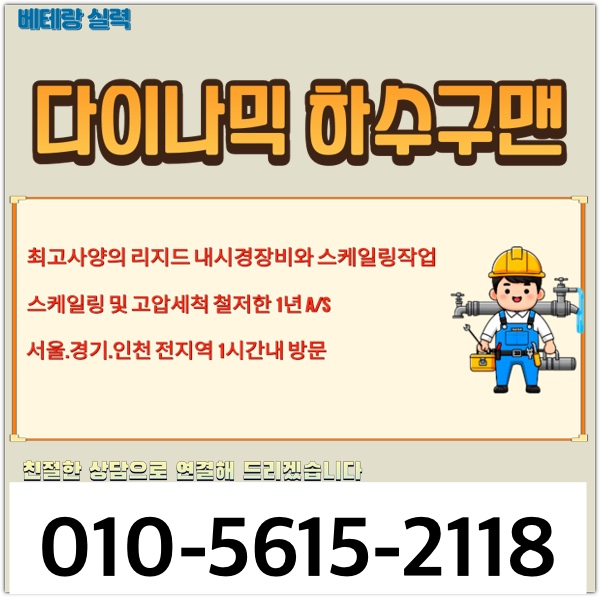 베테랑 실력
다이나믹 하수구맨
최고사양의 리지드 내시경장비와 스케일링작업
스케일링 및 고압세척 철저한 1년 A/S
서울.경기.인천 전지역 1시간내 방문
친절한 상담으로 연결해 드리겠습니다
010-5615-2118